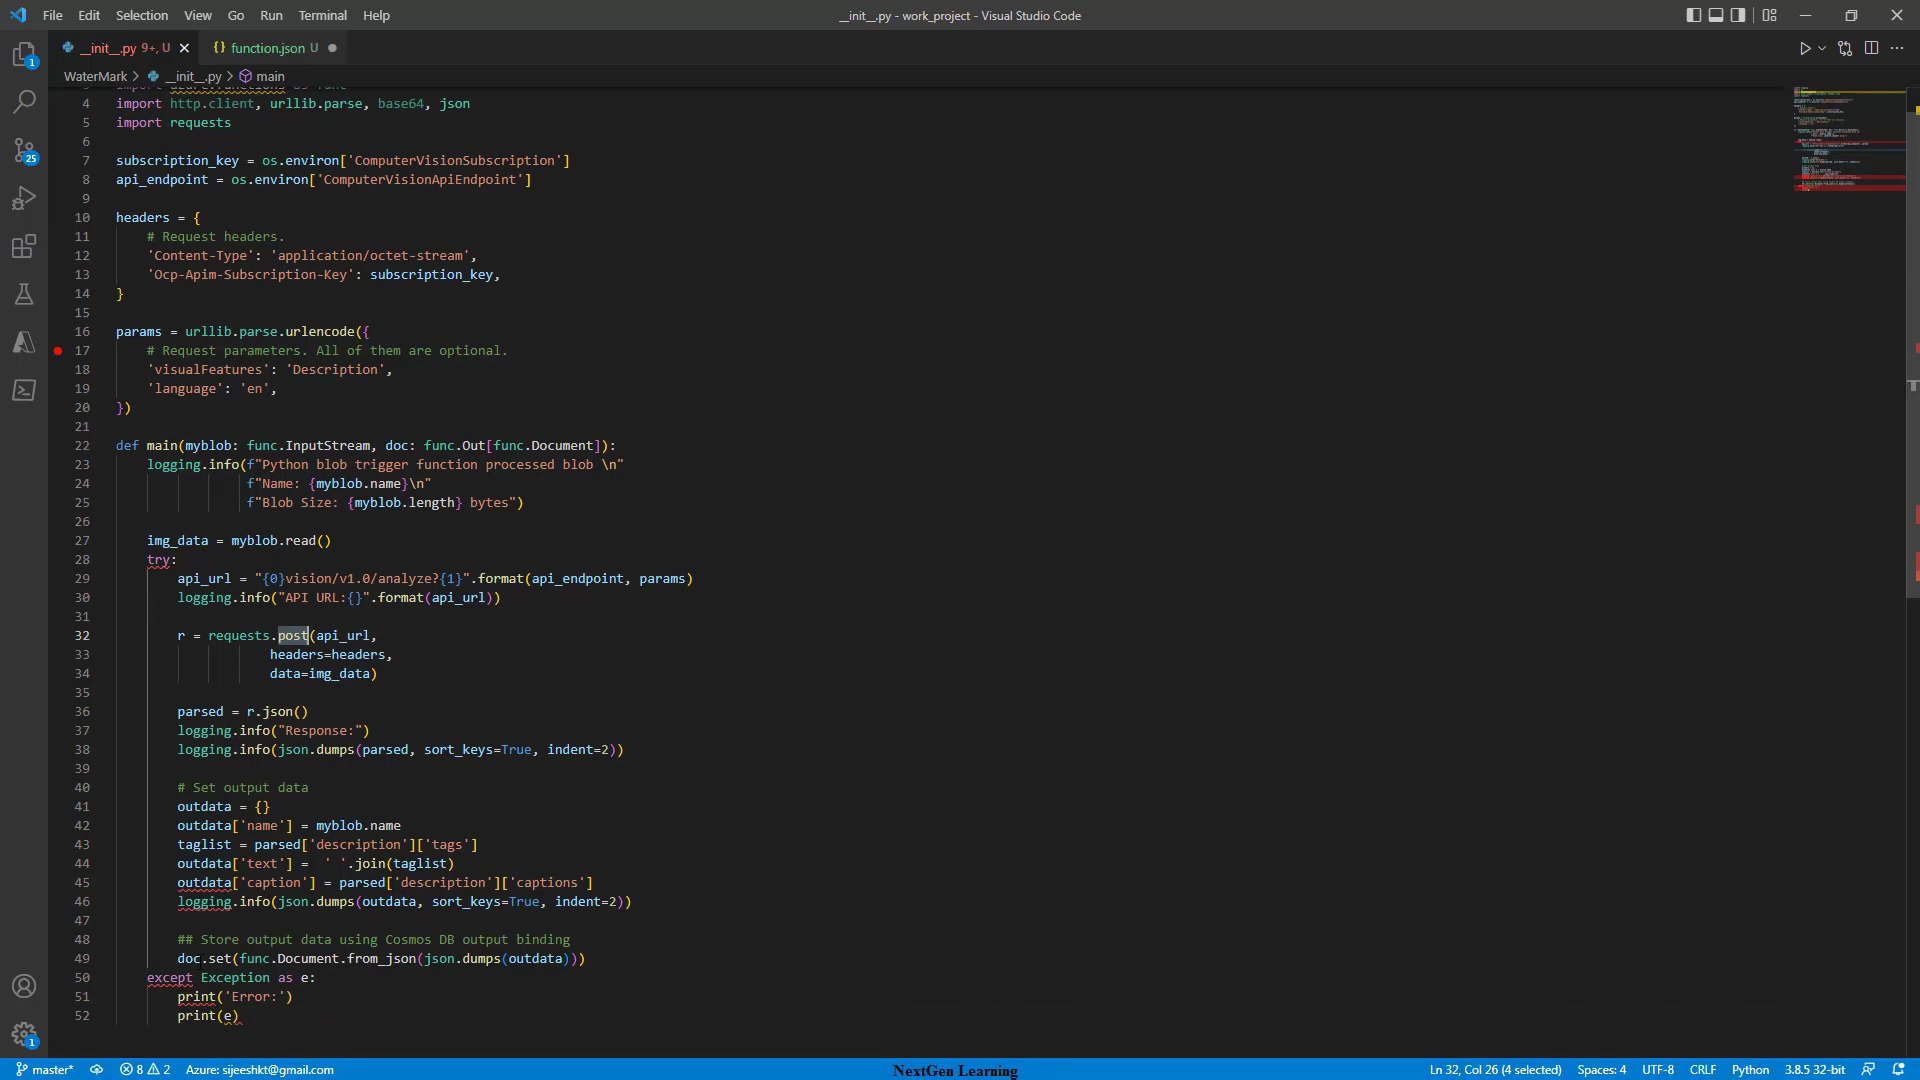 File Edit Selection View Go Run Terminal Help
__init__.py - work_project - Visual Studio Code
__init__.py 9+, U
{} function.json U
WaterMark > __init__.py > main
4 import http.client, urllib.parse, base64, json
5 import requests
6
7 subscription_key = os.environ['ComputerVisionSubscription']
8 api_endpoint = os.environ['ComputerVisionApiEndpoint']
9
10 headers = {
11 # Request headers.
12 'Content-Type': 'application/octet-stream',
13 'Ocp-Apim-Subscription-Key': subscription_key,
14 }
15
16 params = urllib.parse.urlencode({
17 # Request parameters. All of them are optional.
18 'visualFeatures': 'Description',
19 'language': 'en',
20 })
21
22 def main(myblob: func.InputStream, doc: func.Out[func.Document]):
23 logging.info(f"Python blob trigger function processed blob \n"
24 f"Name: {myblob.name}\n"
25 f"Blob Size: {myblob.length} bytes")
26
27 img_data = myblob.read()
28 try:
29 api_url = "{0}vision/v1.0/analyze?{1}".format(api_endpoint, params)
30 logging.info("API URL:{}".format(api_url))
31
32 r = requests.post(api_url,
33 headers=headers,
34 data=img_data)
35
36 parsed = r.json()
37 logging.info("Response:")
38 logging.info(json.dumps(parsed, sort_keys=True, indent=2))
39
40 # Set output data
41 outdata = {}
42 outdata['name'] = myblob.name
43 taglist = parsed['description']['tags']
44 outdata['text'] = ' '.join(taglist)
45 outdata['caption'] = parsed['description']['captions']
46 logging.info(json.dumps(outdata, sort_keys=True, indent=2))
47
48 ## Store output data using Cosmos DB output binding
49 doc.set(func.Document.from_json(json.dumps(outdata)))
50 except Exception as e:
51 print('Error:')
52 print(e)
1
25
1
master* 8 2 Azure: sijeeshkt@gmail.com
NextGen Learning
Ln 32, Col 26 (4 selected) Spaces: 4 UTF-8 CRLF Python 3.8.5 32-bit